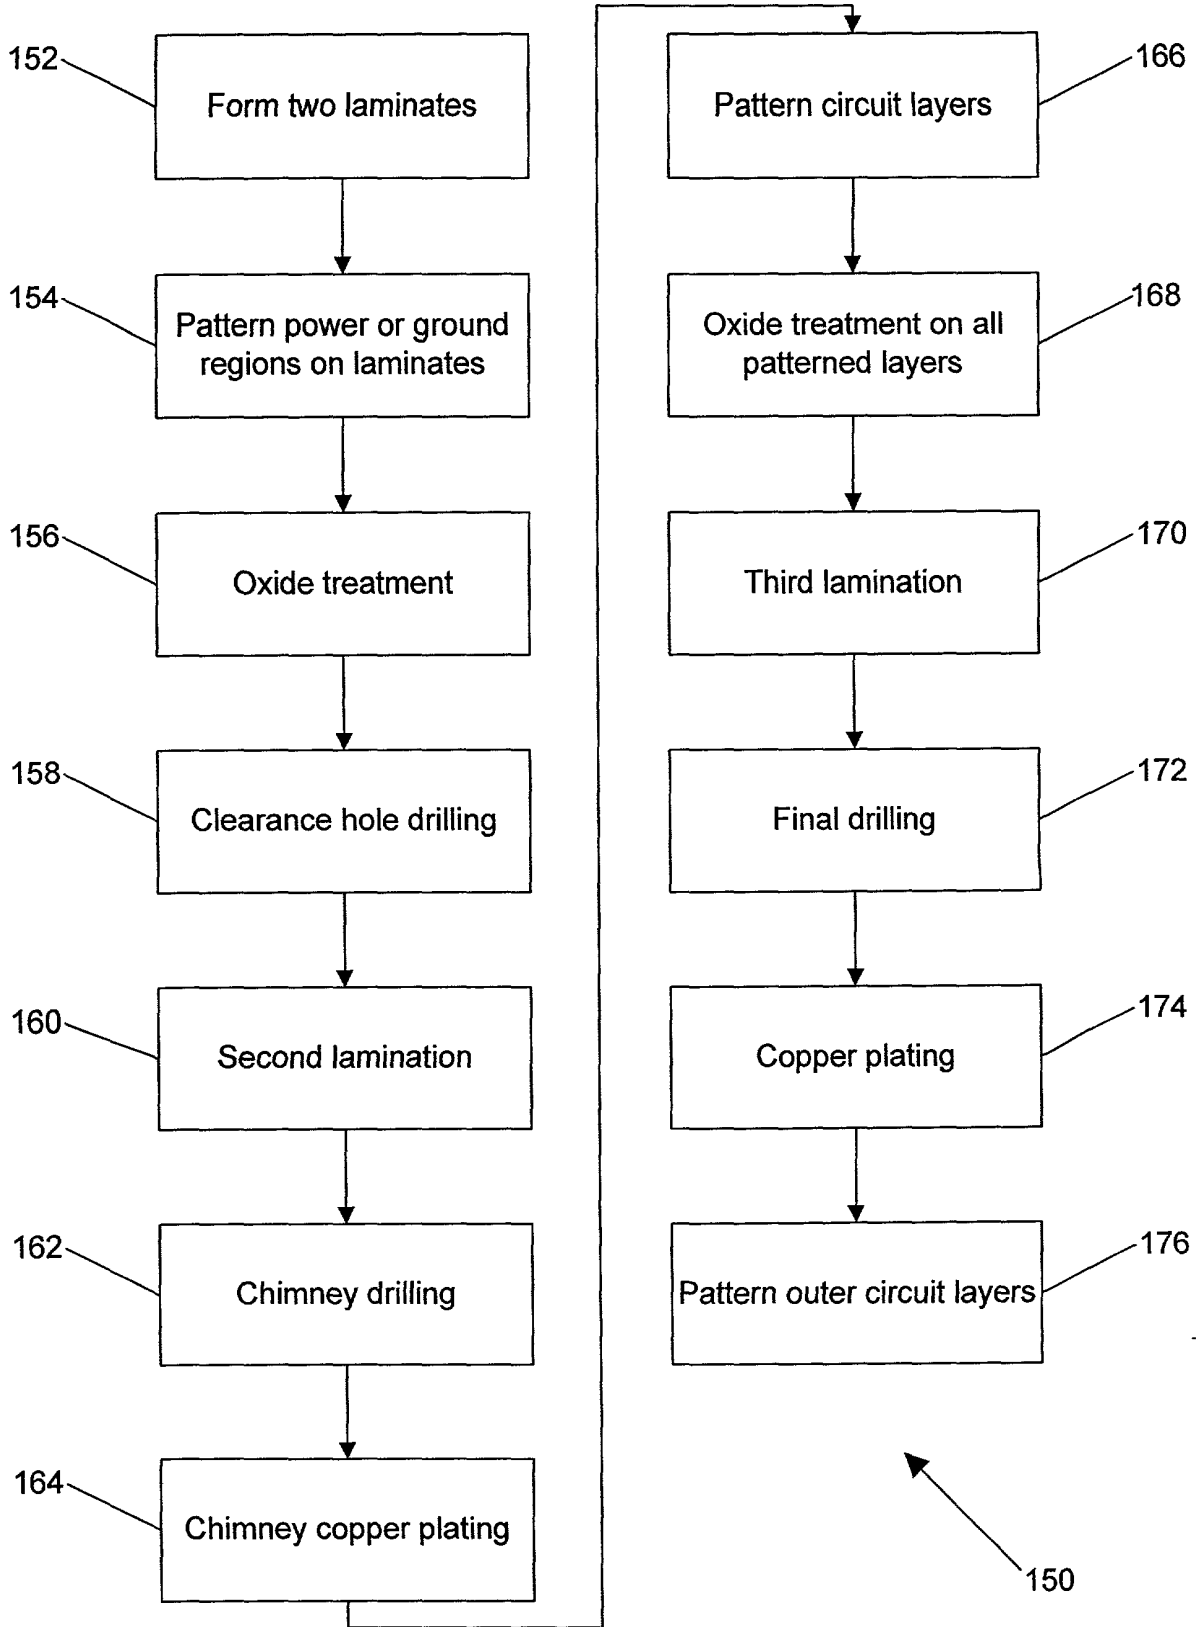 152
Form two laminates
154
Pattern power or ground
regions on laminates
156
Oxide treatment
158
Clearance hole drilling
160
Second lamination
162
Chimney drilling
164
Chimney copper plating
166
Pattern circuit layers
168
Oxide treatment on all
patterned layers
170
Third lamination
172
Final drilling
174
Copper plating
176
Pattern outer circuit layers
150